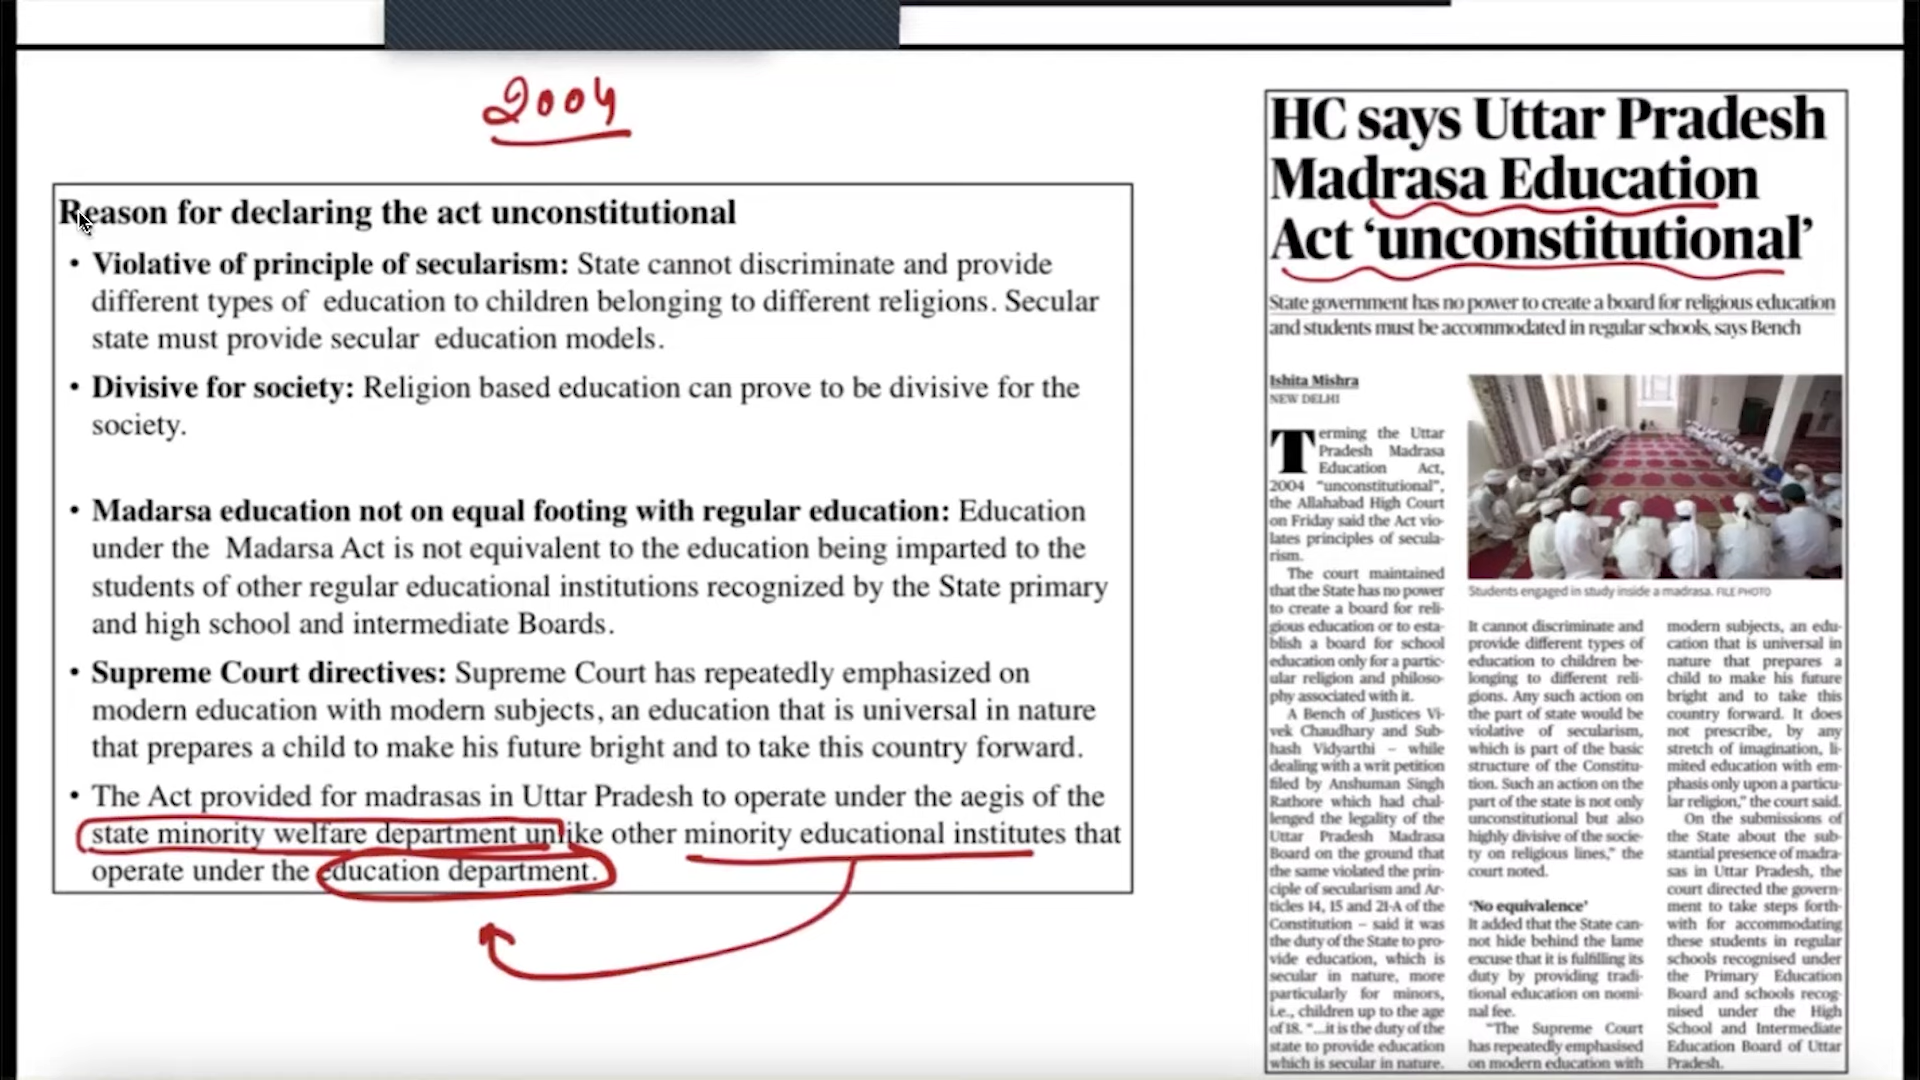 2004
Reason for declaring the act unconstitutional
• Violative of principle of secularism: State cannot discriminate and provide
different types of education to children belonging to different religions. Secular
state must provide secular education models.
• Divisive for society: Religion based education can prove to be divisive for the
society.
• Madarsa education not on equal footing with regular education: Education
under the Madarsa Act is not equivalent to the education being imparted to the
students of other regular educational institutions recognized by the State primary
and high school and intermediate Boards.
• Supreme Court directives: Supreme Court has repeatedly emphasized on
modern education with modern subjects, an education that is universal in nature
that prepares a child to make his future bright and to take this country forward.
• The Act provided for madrasas in Uttar Pradesh to operate under the aegis of the
state minority welfare department unlike other minority educational institutes that
operate under the education department.
HC says Uttar Pradesh
Madrasa Education
Act ‘unconstitutional’
State government has no power to create a board for religious education
and students must be accommodated in regular schools, says Bench
Ishita Mishra
NEW DELHI
Terming the Uttar
Pradesh Madrasa
Education Act,
2004 “unconstitutional”,
the Allahabad High Court
on Friday said the Act vio-
lates principles of secula-
rism.
The court maintained
that the State has no power
to create a board for reli-
gious education or to esta-
blish a board for school
education only for a partic-
ular religion and philoso-
phy associated with it.
A Bench of Justices Vi-
vek Chaudhary and Sub-
hash Vidyarthi – while
dealing with a writ petition
filed by Anshuman Singh
Rathore which had chal-
lenged the legality of the
Uttar Pradesh Madrasa
Board on the ground that
the same violated the prin-
ciple of secularism and Ar-
ticles 14, 15 and 21-A of the
Constitution – said it was
the duty of the State to pro-
vide education, which is
secular in nature, more
particularly for minors,
i.e., children up to the age
of 18. “...it is the duty of the
state to provide education
which is secular in nature.
Students engaged in study inside a madrasa. FILE PHOTO
It cannot discriminate and
provide different types of
education to children be-
longing to different reli-
gions. Any such action on
the part of state would be
violative of secularism,
which is part of the basic
structure of the Constitu-
tion. Such an action on the
part of the state is not only
unconstitutional but also
highly divisive of the socie-
ty on religious lines,” the
court noted.
‘No equivalence’
It added that the State can-
not hide behind the lame
excuse that it is fulfilling its
duty by providing tradi-
tional education on nomi-
nal fee.
“The Supreme Court
has repeatedly emphasised
on modern education with
modern subjects, an edu-
cation that is universal in
nature that prepares a
child to make his future
bright and to take this
country forward. It does
not prescribe, by any
stretch of imagination, li-
mited education with em-
phasis only upon a particu-
lar religion,” the court said.
On the submissions of
the State about the sub-
stantial presence of madra-
sas in Uttar Pradesh, the
court directed the govern-
ment to take steps forth-
with for accommodating
these students in regular
schools recognised under
the Primary Education
Board and schools recog-
nised under the High
School and Intermediate
Education Board of Uttar
Pradesh.